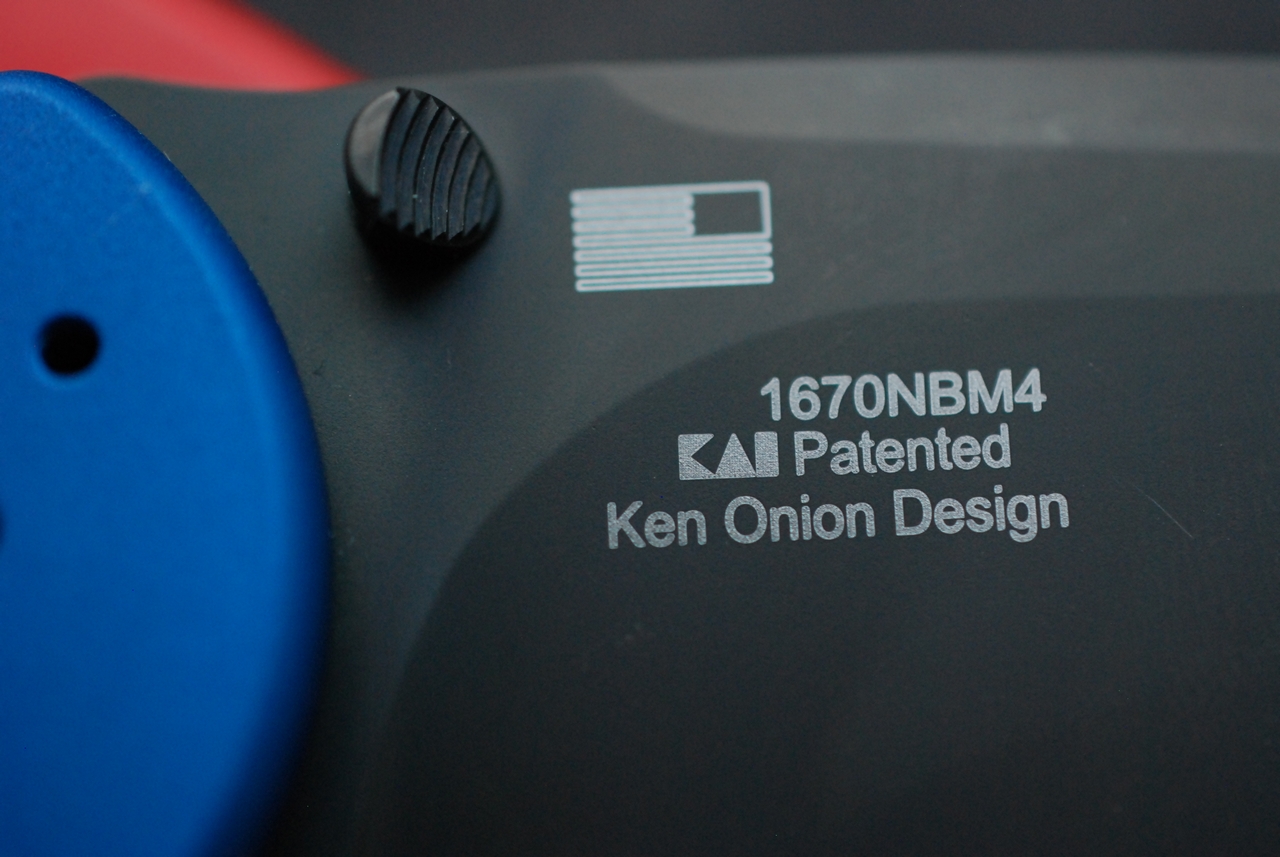 1670NBM4
KAI Patented
Ken Onion Design